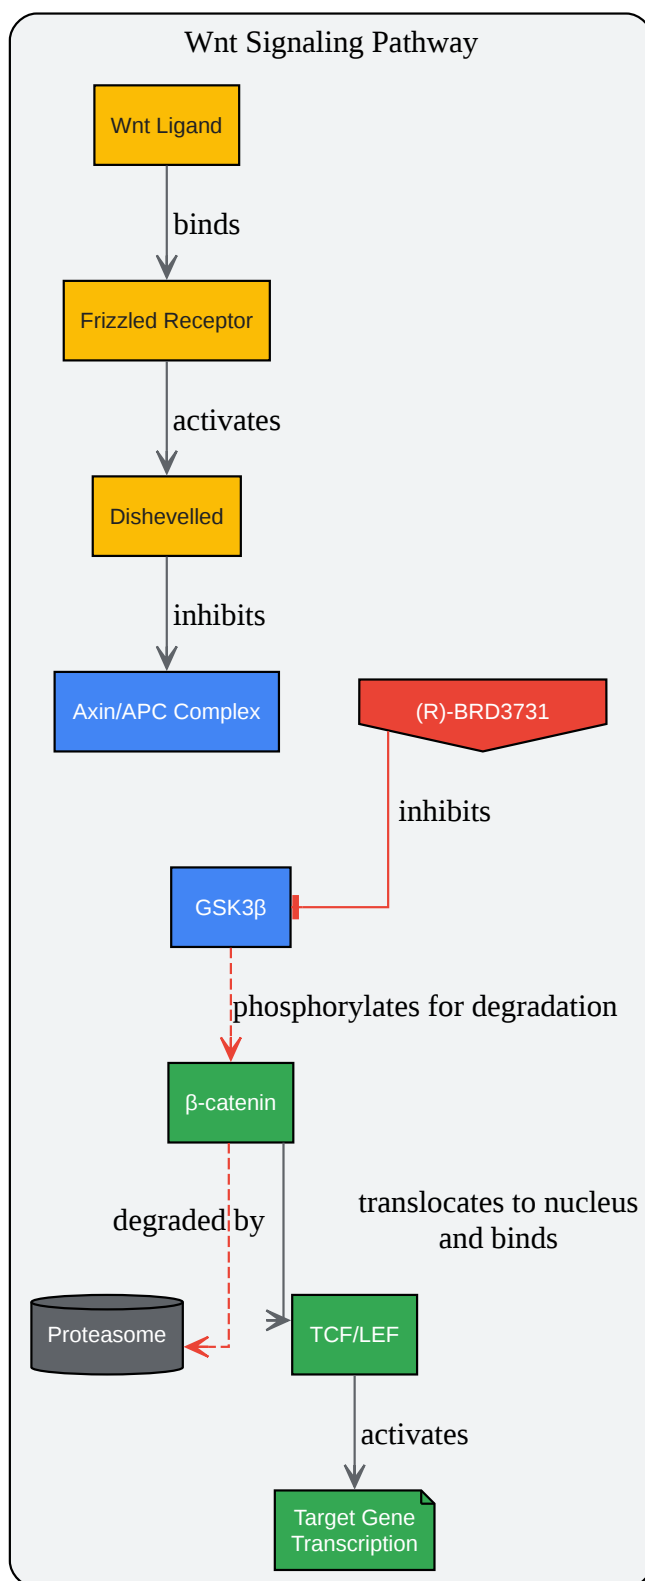 Wnt Signaling Pathway
Wnt Ligand
binds
Frizzled Receptor
activates
Dishevelled
inhibits
Axin/APC Complex
(R)-BRD3731
inhibits
GSK3β
phosphorylates for degradation
β-catenin
degraded by
translocates to nucleus
and binds
Proteasome
TCF/LEF
activates
Target Gene
Transcription